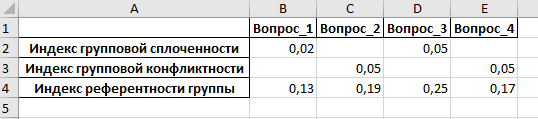 A B C D E
1 Вопрос_1 Вопрос_2 Вопрос_3 Вопрос_4
2 Индекс групповой сплоченности 0,02 0,05
3 Индекс групповой конфликтности 0,05 0,05
4 Индекс референтности группы 0,13 0,19 0,25 0,17
5